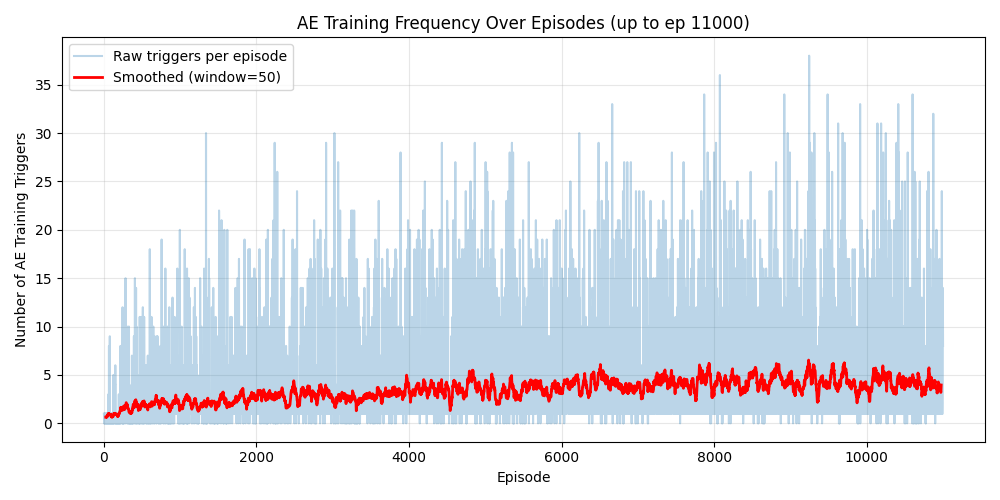 AE Training Frequency Over Episodes (up to ep 11000)
Raw triggers per episode
Smoothed (window=50)
Number of AE Training Triggers
35
30
25
20
15
10
5
0
0 2000 4000 6000 8000 10000
Episode